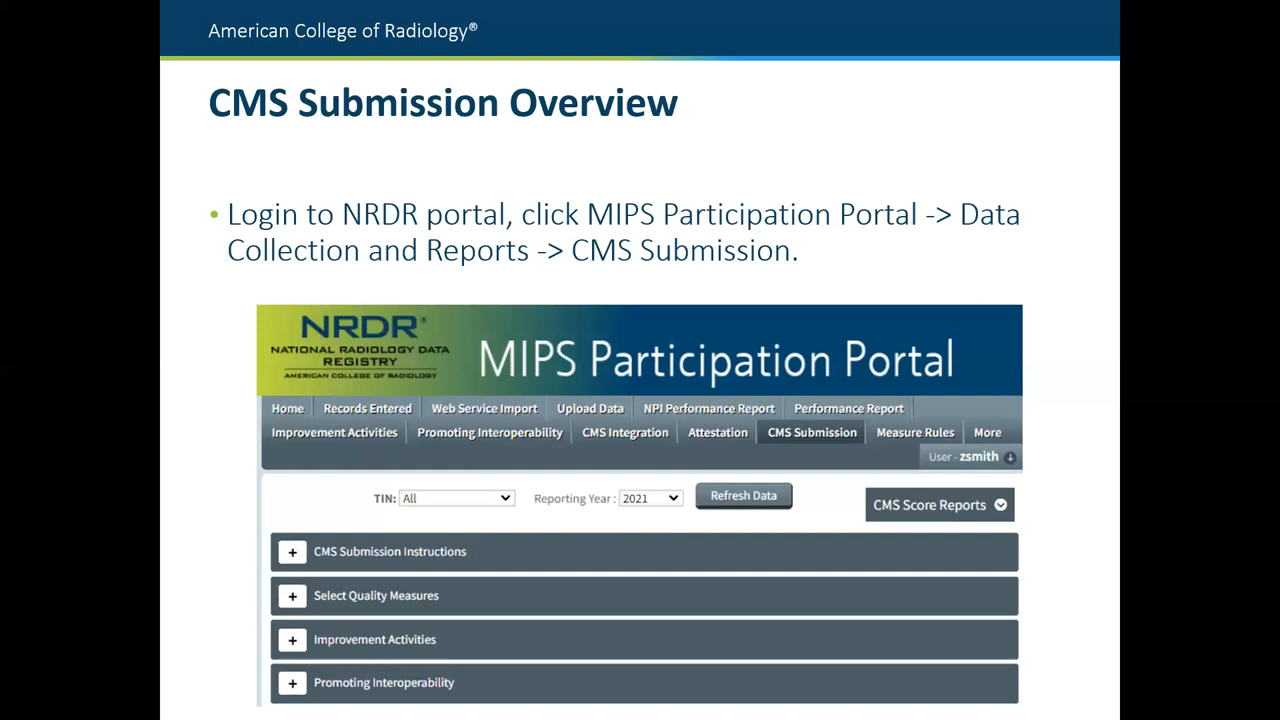 American College of Radiology®
CMS Submission Overview
• Login to NRDR portal, click MIPS Participation Portal -> Data
Collection and Reports -> CMS Submission.
NRDR®
NATIONAL RADIOLOGY DATA
REGISTRY
AMERICAN COLLEGE OF RADIOLOGY
MIPS Participation Portal
Home Records Entered Web Service Import Upload Data NPI Performance Report Performance Report
Improvement Activities Promoting Interoperability CMS Integration Attestation CMS Submission Measure Rules More
User - zsmith
TIN: All Reporting Year : 2021 Refresh Data
CMS Score Reports
+ CMS Submission Instructions
+ Select Quality Measures
+ Improvement Activities
+ Promoting Interoperability